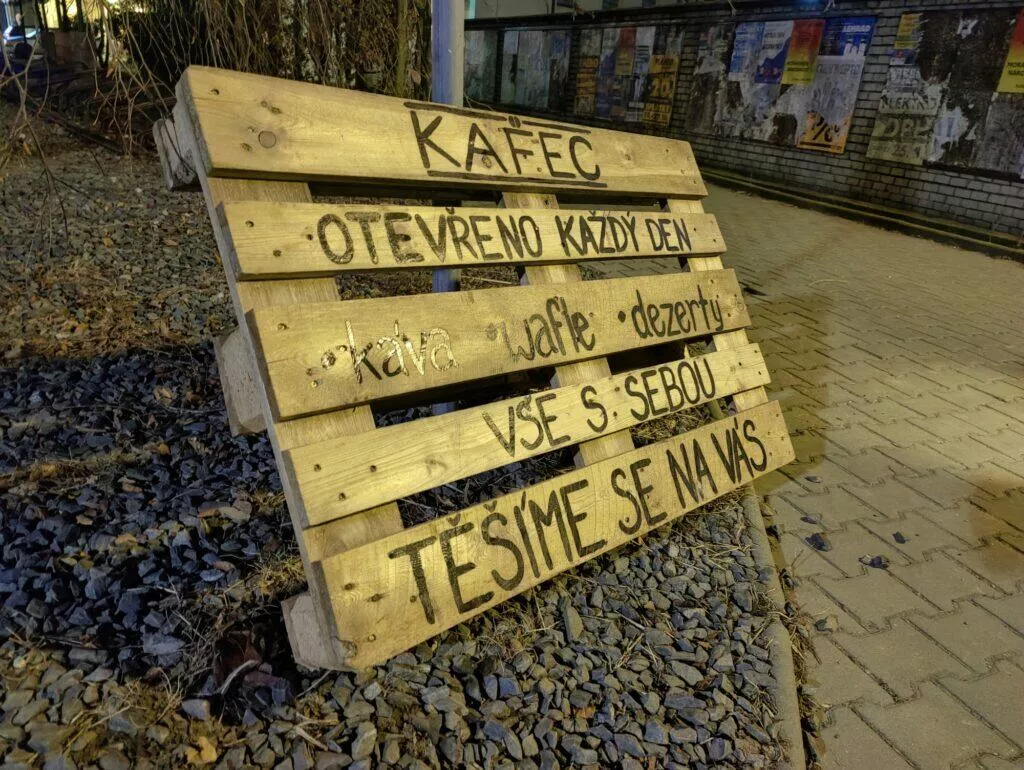 KAFEC
OTEVŘENO KAŽDÝ DEN
• káva • wafle • dezerty
VŠE S. SEBOU
TĚŠÍME SE NA VÁS.